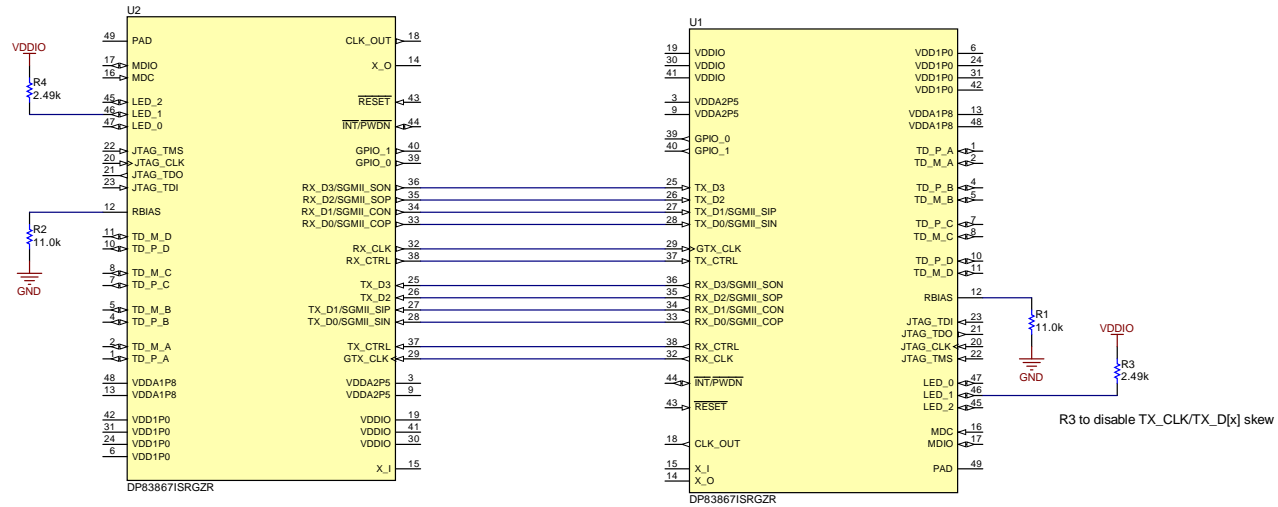 U2
49 PAD CLK_OUT 18
VDDIO
17 MDIO X_O 14
16 MDC
R4
2.49k
45 LED_2 RESET 43
46 LED_1
47 LED_0 INT/PWDN 44
22 JTAG_TMS GPIO_1 40
20 JTAG_CLK GPIO_0 39
21 JTAG_TDO
23 JTAG_TDI RX_D3/SGMII_SON 36
RX_D2/SGMII_SOP 35
12 RBIAS RX_D1/SGMII_CON 34
RX_D0/SGMII_COP 33
R2
11.0k
GND
11 TD_M_D
10 TD_P_D RX_CLK 32
RX_CTRL 38
8 TD_M_C
7 TD_P_C TX_D3 25
TX_D2 26
5 TD_M_B TX_D1/SGMII_SIP 27
4 TD_P_B TX_D0/SGMII_SIN 28
2 TD_M_A TX_CTRL 37
1 TD_P_A GTX_CLK 29
48 VDDA1P8 VDDA2P5 3
13 VDDA1P8 VDDA2P5 9
42 VDD1P0 VDDIO 19
31 VDD1P0 VDDIO 41
24 VDD1P0 VDDIO 30
6 VDD1P0
X_I 15
DP83867ISRGZR
U1
19 VDDIO VDD1P0 6
30 VDDIO VDD1P0 24
41 VDDIO VDD1P0 31
VDD1P0 42
3 VDDA2P5
9 VDDA2P5 VDDA1P8 13
VDDA1P8 48
39 GPIO_0
40 GPIO_1 TD_P_A 1
TD_M_A 2
25 TX_D3 TD_P_B 4
26 TX_D2 TD_M_B 5
27 TX_D1/SGMII_SIP
28 TX_D0/SGMII_SIN TD_P_C 7
TD_M_C 8
29 GTX_CLK
37 TX_CTRL TD_P_D 10
TD_M_D 11
36 RX_D3/SGMII_SON
35 RX_D2/SGMII_SOP RBIAS 12
34 RX_D1/SGMII_CON
33 RX_D0/SGMII_COP JTAG_TDI 23
JTAG_TDO 21
38 RX_CTRL JTAG_CLK 20
32 RX_CLK JTAG_TMS 22
R1
11.0k
GND
VDDIO
R3
2.49k
44 INT/PWDN LED_0 47
LED_1 46
43 RESET LED_2 45
R3 to disable TX_CLK/TX_D[x] skew
MDC 16
18 CLK_OUT MDIO 17
15 X_I PAD 49
14 X_O
DP83867ISRGZR